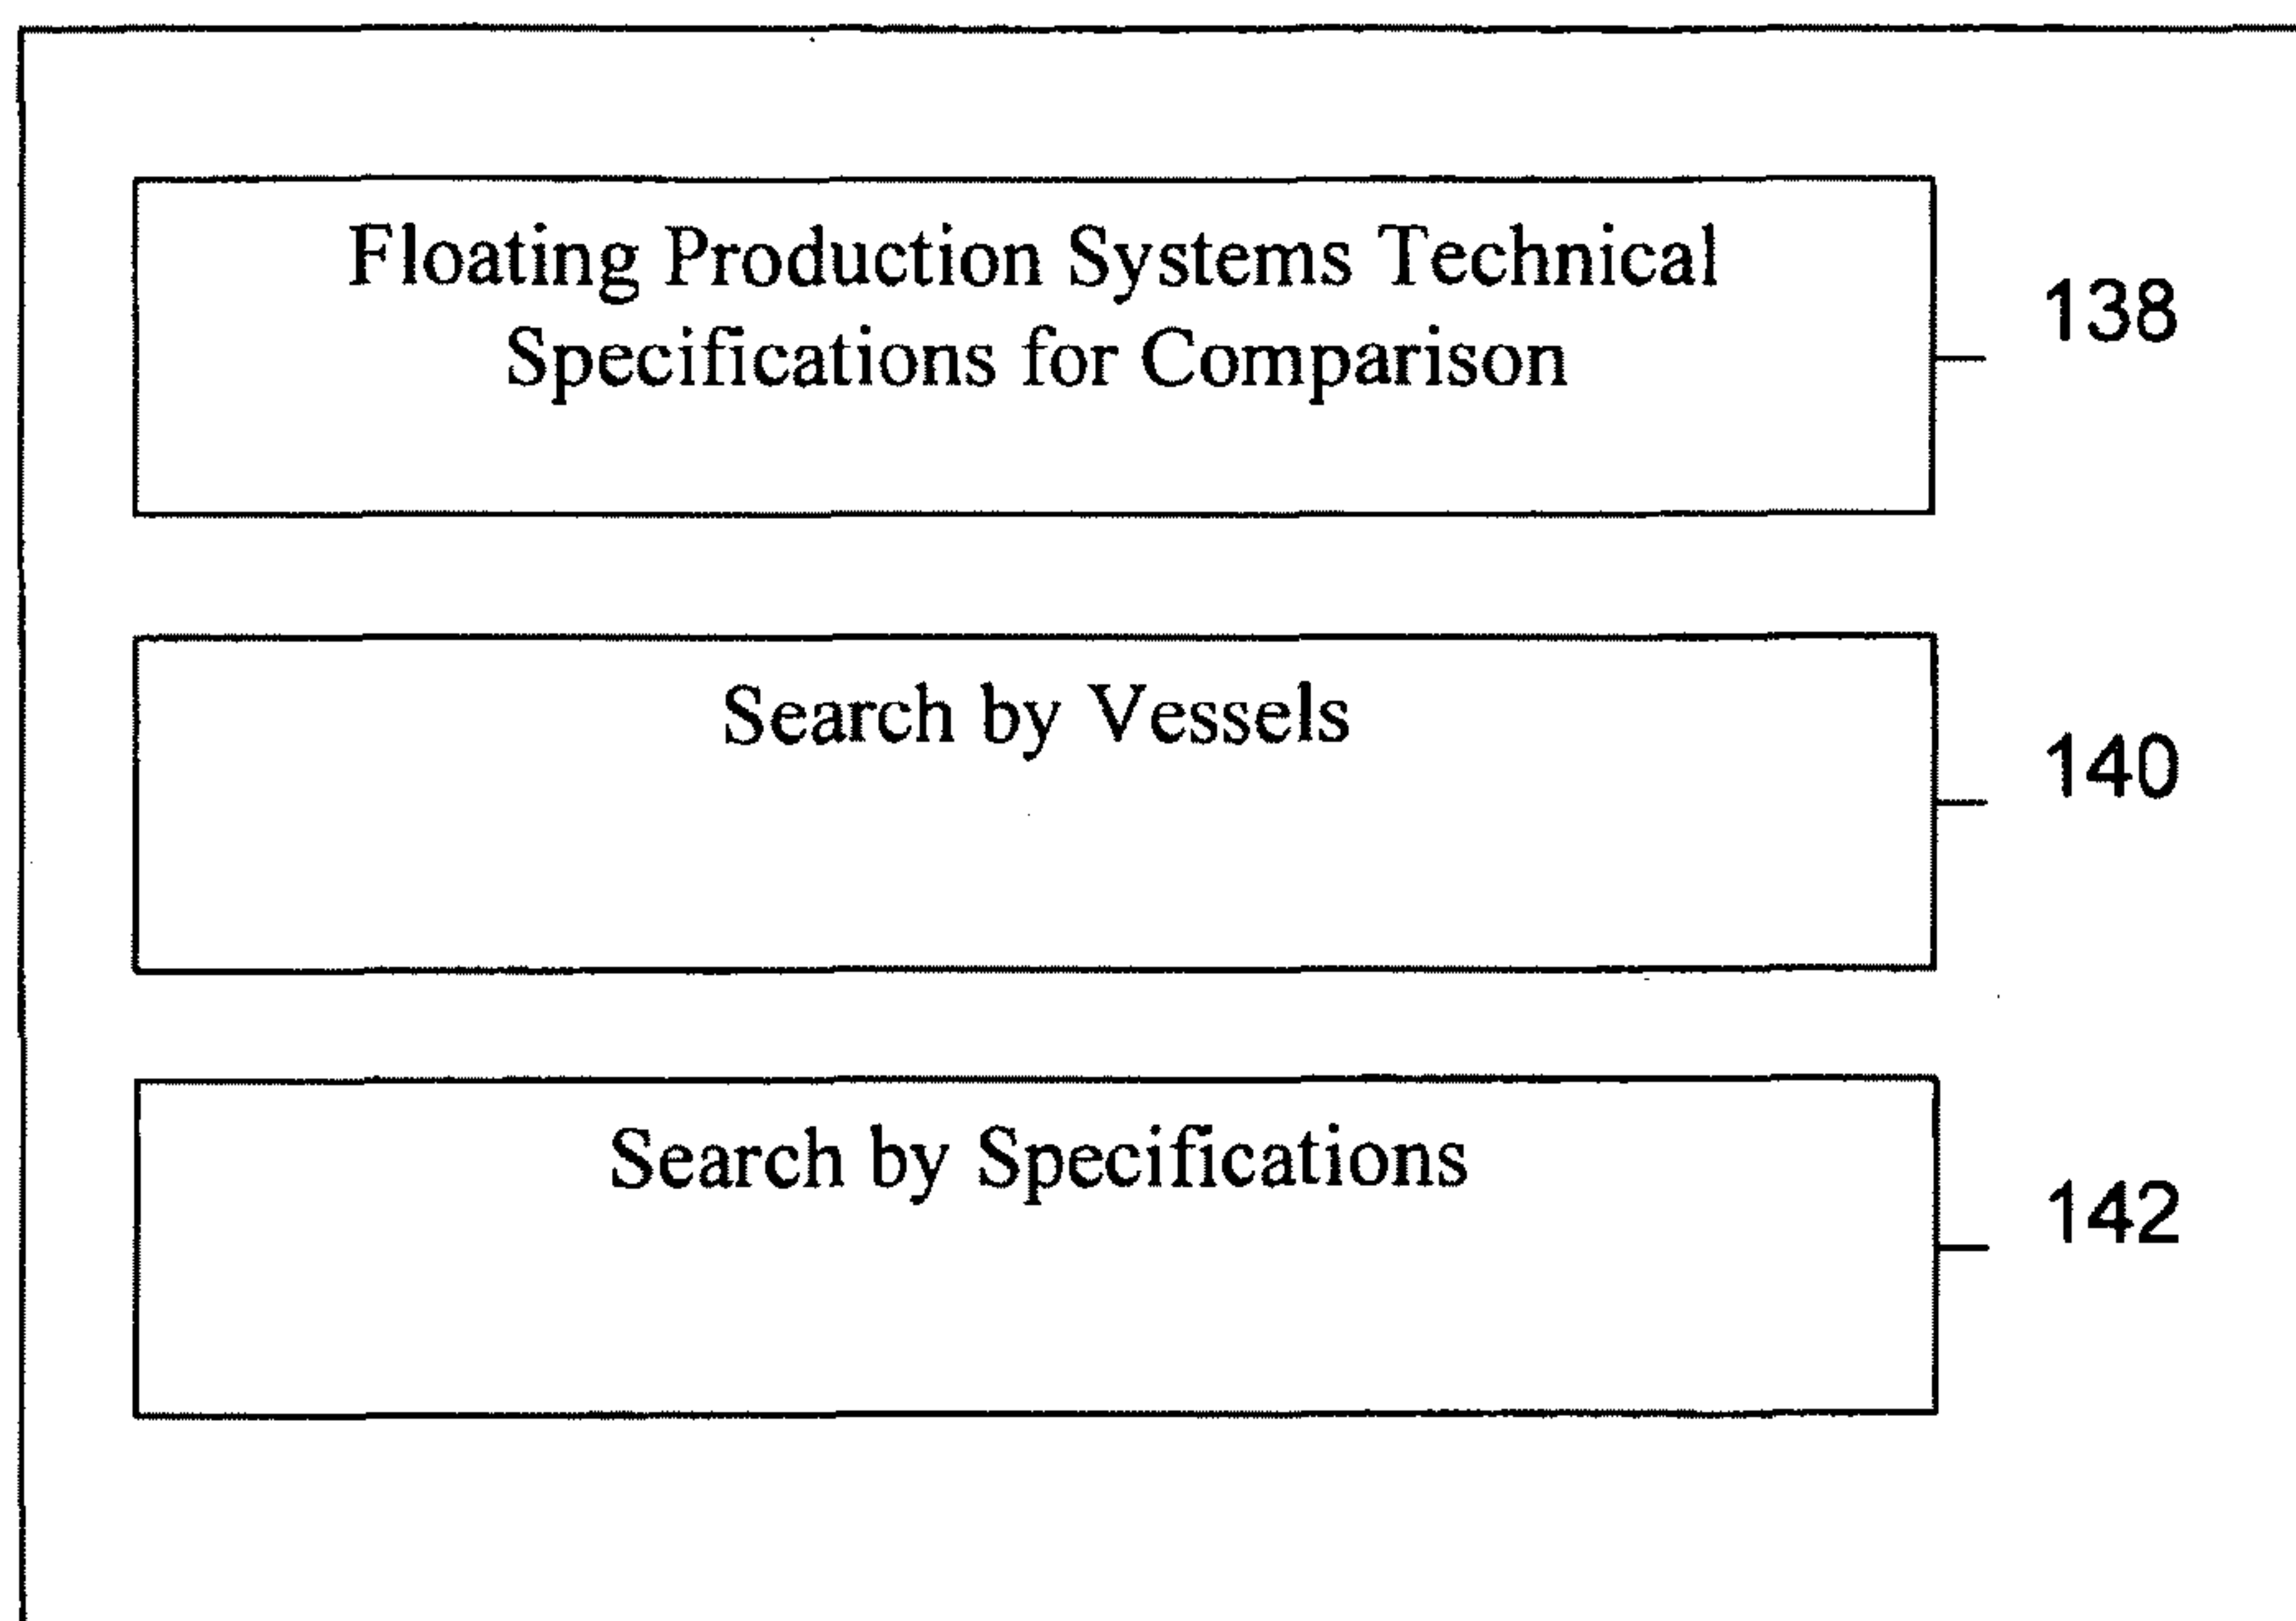 Floating Production Systems Technical
Specifications for Comparison
138
Search by Vessels
140
Search by Specifications
142